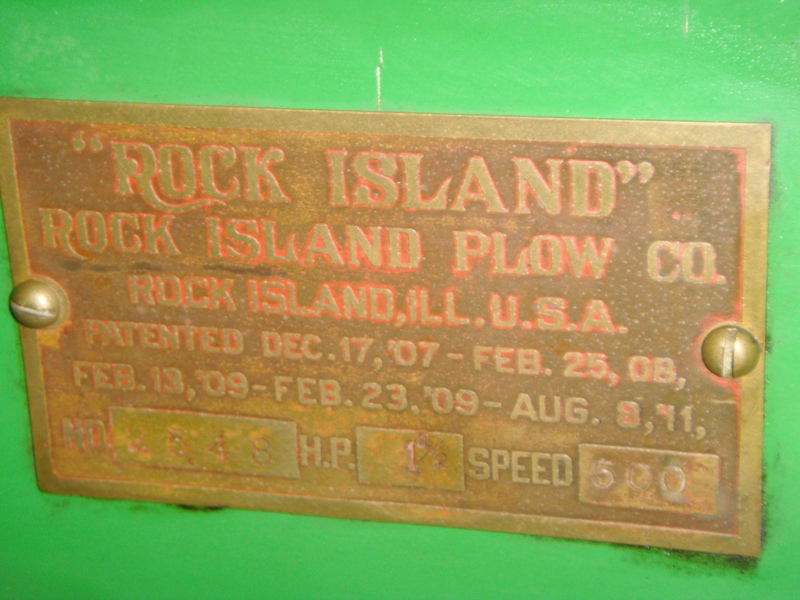 "ROCK ISLAND"
ROCK ISLAND PLOW CO.
ROCK ISLAND, ILL. U.S.A.
PATENTED DEC. 17, '07 - FEB. 25, 08,
FEB. 13, '09 - FEB. 23, '09 - AUG. 8, '11,
NO. H.P. 1½ SPEED 500